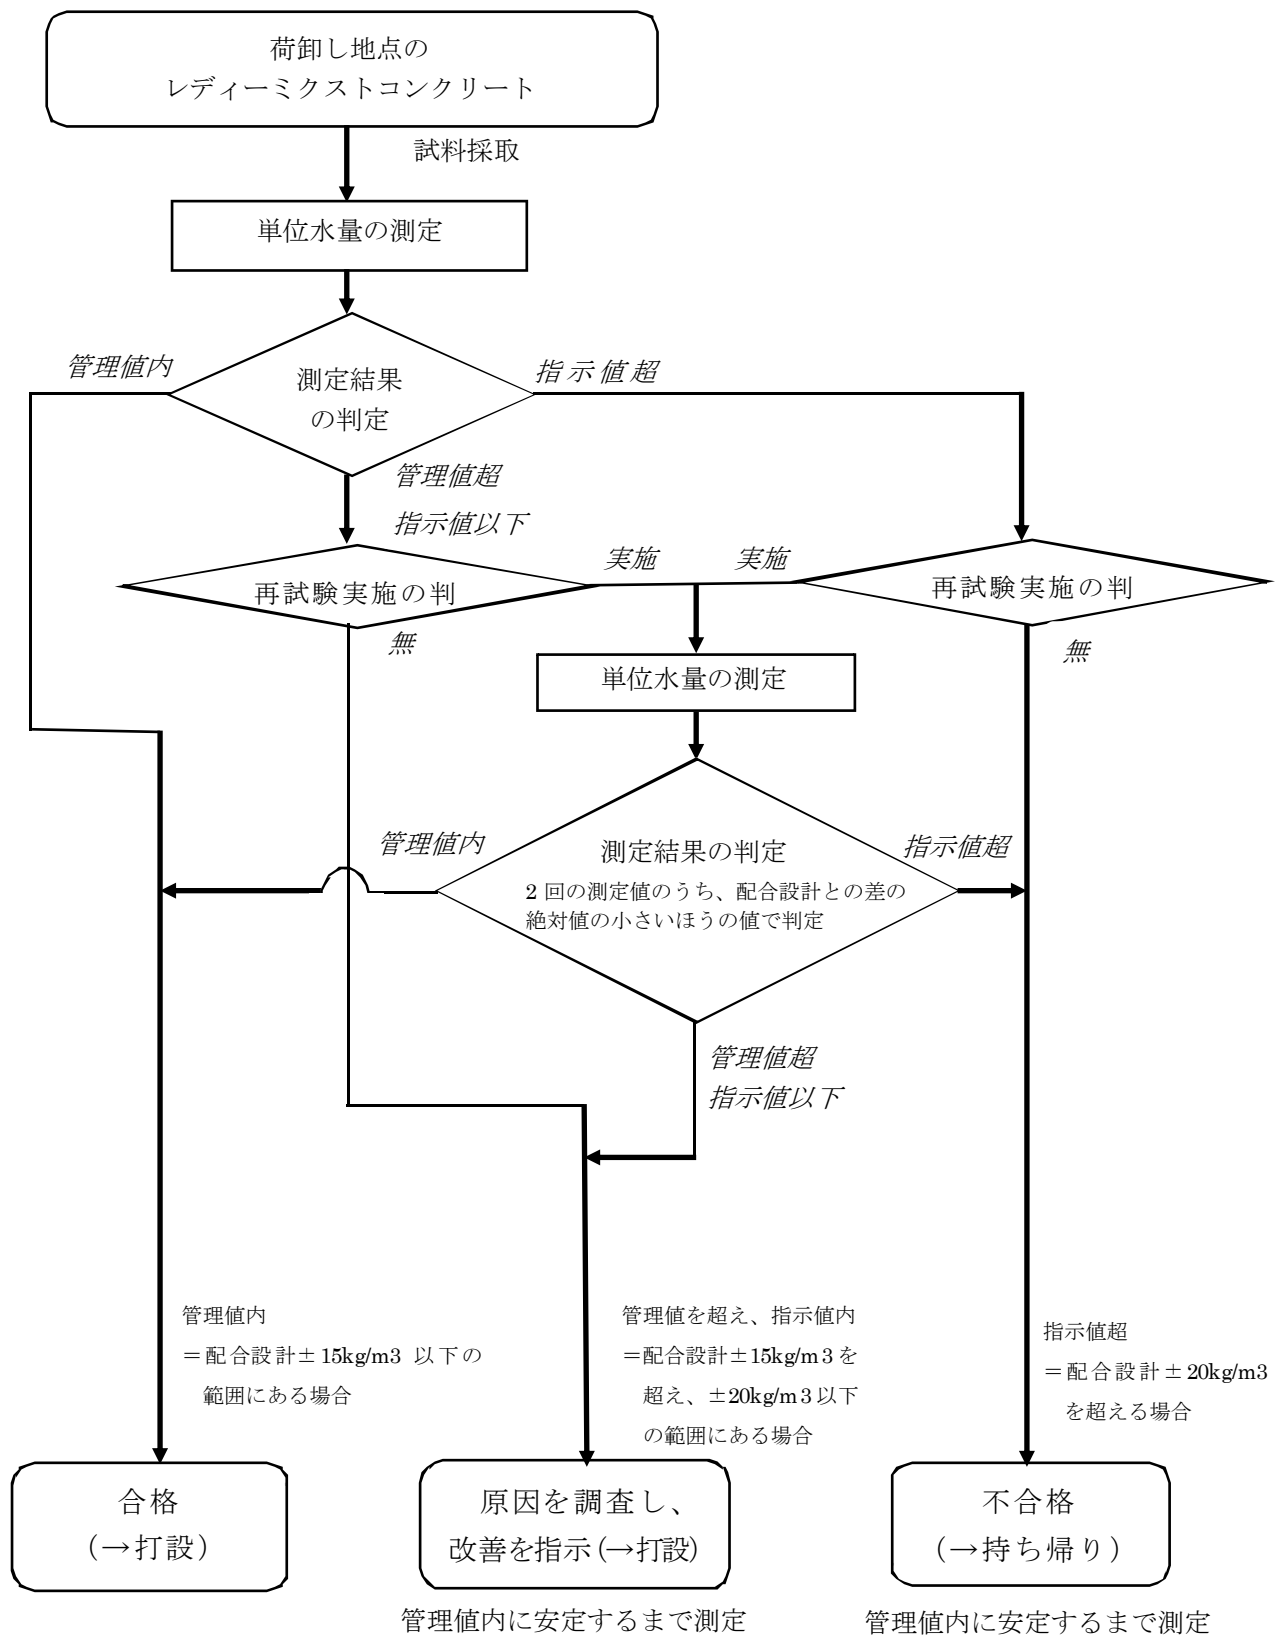 荷卸し地点の
レディーミクストコンクリート
試料採取
単位水量の測定
管理値内
測定結果
の判定
指示値超
管理値超
指示値以下
再試験実施の判
実施
実施
再試験実施の判
無
無
単位水量の測定
管理値内
測定結果の判定
2 回の測定値のうち、配合設計との差の
絶対値の小さいほうの値で判定
指示値超
管理値超
指示値以下
管理値内
＝配合設計±15kg/m3 以下の
範囲にある場合
管理値を超え、指示値内
＝配合設計±15kg/m3を
超え、±20kg/m3以下
の範囲にある場合
指示値超
＝配合設計±20kg/m3
を超える場合
合格
(→打設)
原因を調査し、
改善を指示(→打設)
不合格
(→持ち帰り)
管理値内に安定するまで測定
管理値内に安定するまで測定